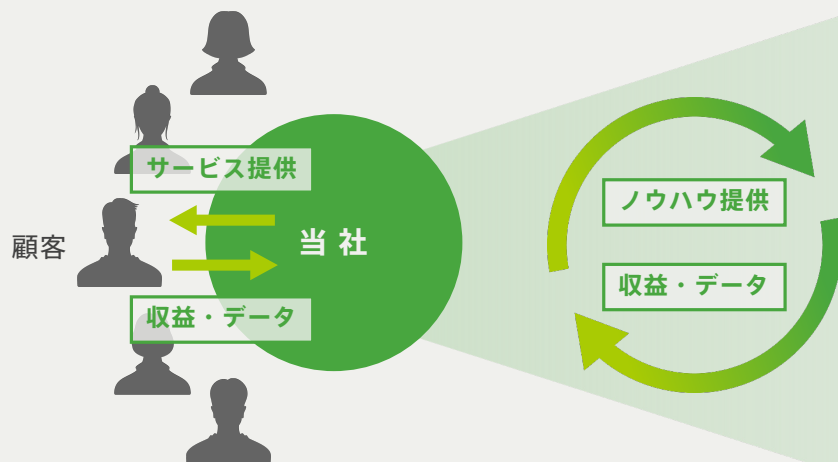 サービス提供
顧客
当社
収益・データ
ノウハウ提供
収益・データ